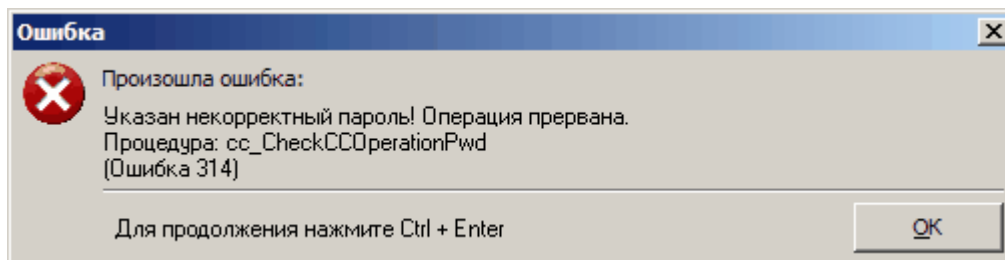 Ошибка
Произошла ошибка:
Указан некорректный пароль! Операция прервана.
Процедура: cc_CheckCCOperationPwd
(Ошибка 314)
Для продолжения нажмите Ctrl + Enter
OK